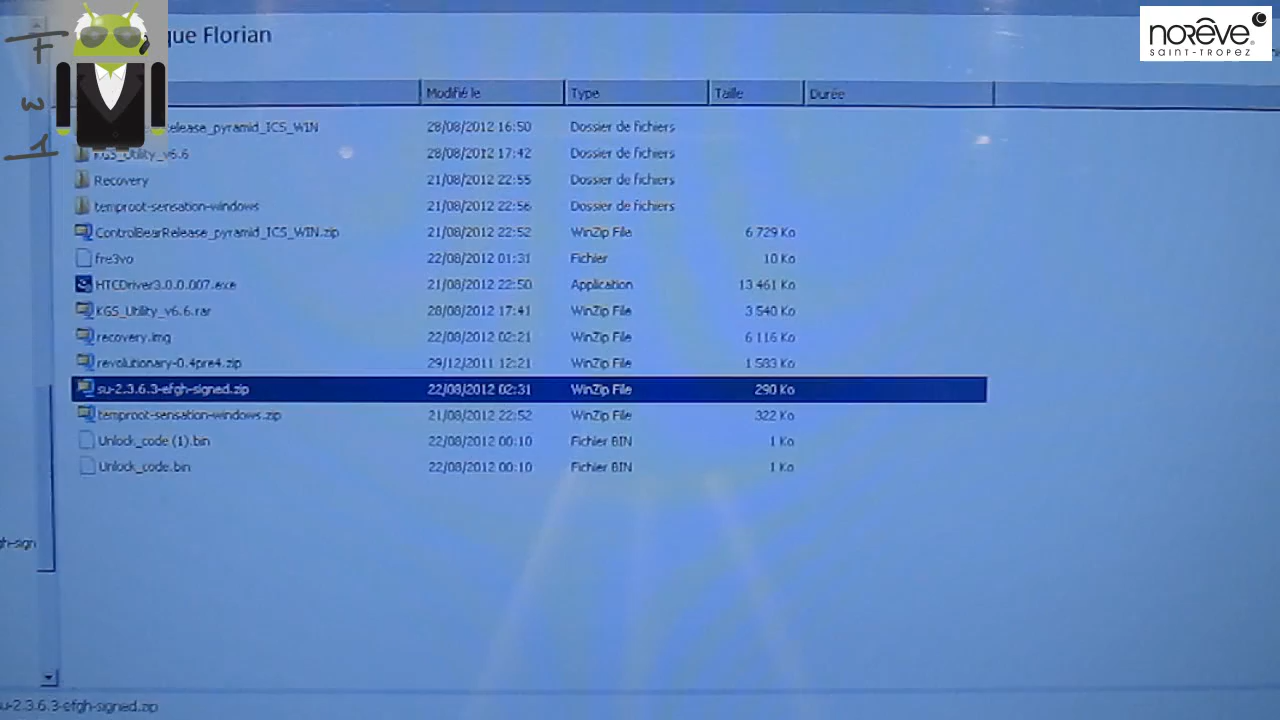 gue Florian
norêve
SAINT-TROPEZ
F
W
1
Modifié le Type Taille Durée
Release_pyramid_ICS_WIN 28/08/2012 16:50 Dossier de fichiers
KGS_Utility_v6.6 28/08/2012 17:42 Dossier de fichiers
Recovery 21/08/2012 22:55 Dossier de fichiers
temproot-sensation-windows 21/08/2012 22:56 Dossier de fichiers
ControlBearRelease_pyramid_ICS_WIN.zip 21/08/2012 22:52 WinZip File 6 729 Ko
fre3vo 22/08/2012 01:31 Fichier 10 Ko
HTCDriver3.0.0.007.exe 21/08/2012 22:50 Application 13 461 Ko
KGS_Utility_v6.6.rar 28/08/2012 17:41 WinZip File 3 540 Ko
recovery.img 22/08/2012 02:21 WinZip File 6 116 Ko
revolutionary-0.4pre4.zip 29/12/2011 12:21 WinZip File 1 583 Ko
su-2.3.6.3-efgh-signed.zip 22/08/2012 02:31 WinZip File 290 Ko
temproot-sensation-windows.zip 21/08/2012 22:52 WinZip File 322 Ko
Unlock_code (1).bin 22/08/2012 00:10 Fichier BIN 1 Ko
Unlock_code.bin 22/08/2012 00:10 Fichier BIN 1 Ko
gh-sign
su-2.3.6.3-efgh-signed.zip